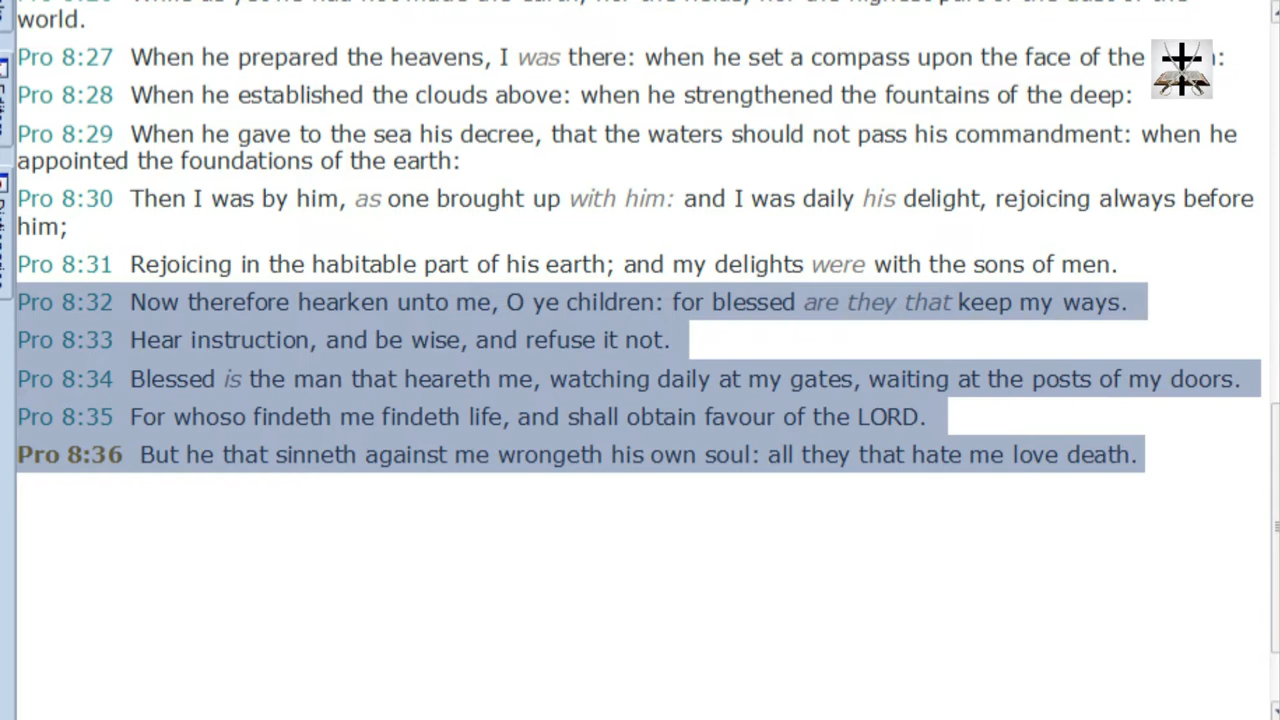 world.
Pro 8:27 When he prepared the heavens, I was there: when he set a compass upon the face of the
Pro 8:28 When he established the clouds above: when he strengthened the fountains of the deep:
Pro 8:29 When he gave to the sea his decree, that the waters should not pass his commandment: when he
appointed the foundations of the earth:
Pro 8:30 Then I was by him, as one brought up with him: and I was daily his delight, rejoicing always before
him;
Pro 8:31 Rejoicing in the habitable part of his earth; and my delights were with the sons of men.
Pro 8:32 Now therefore hearken unto me, O ye children: for blessed are they that keep my ways.
Pro 8:33 Hear instruction, and be wise, and refuse it not.
Pro 8:34 Blessed is the man that heareth me, watching daily at my gates, waiting at the posts of my doors.
Pro 8:35 For whoso findeth me findeth life, and shall obtain favour of the LORD.
Pro 8:36 But he that sinneth against me wrongeth his own soul: all they that hate me love death.